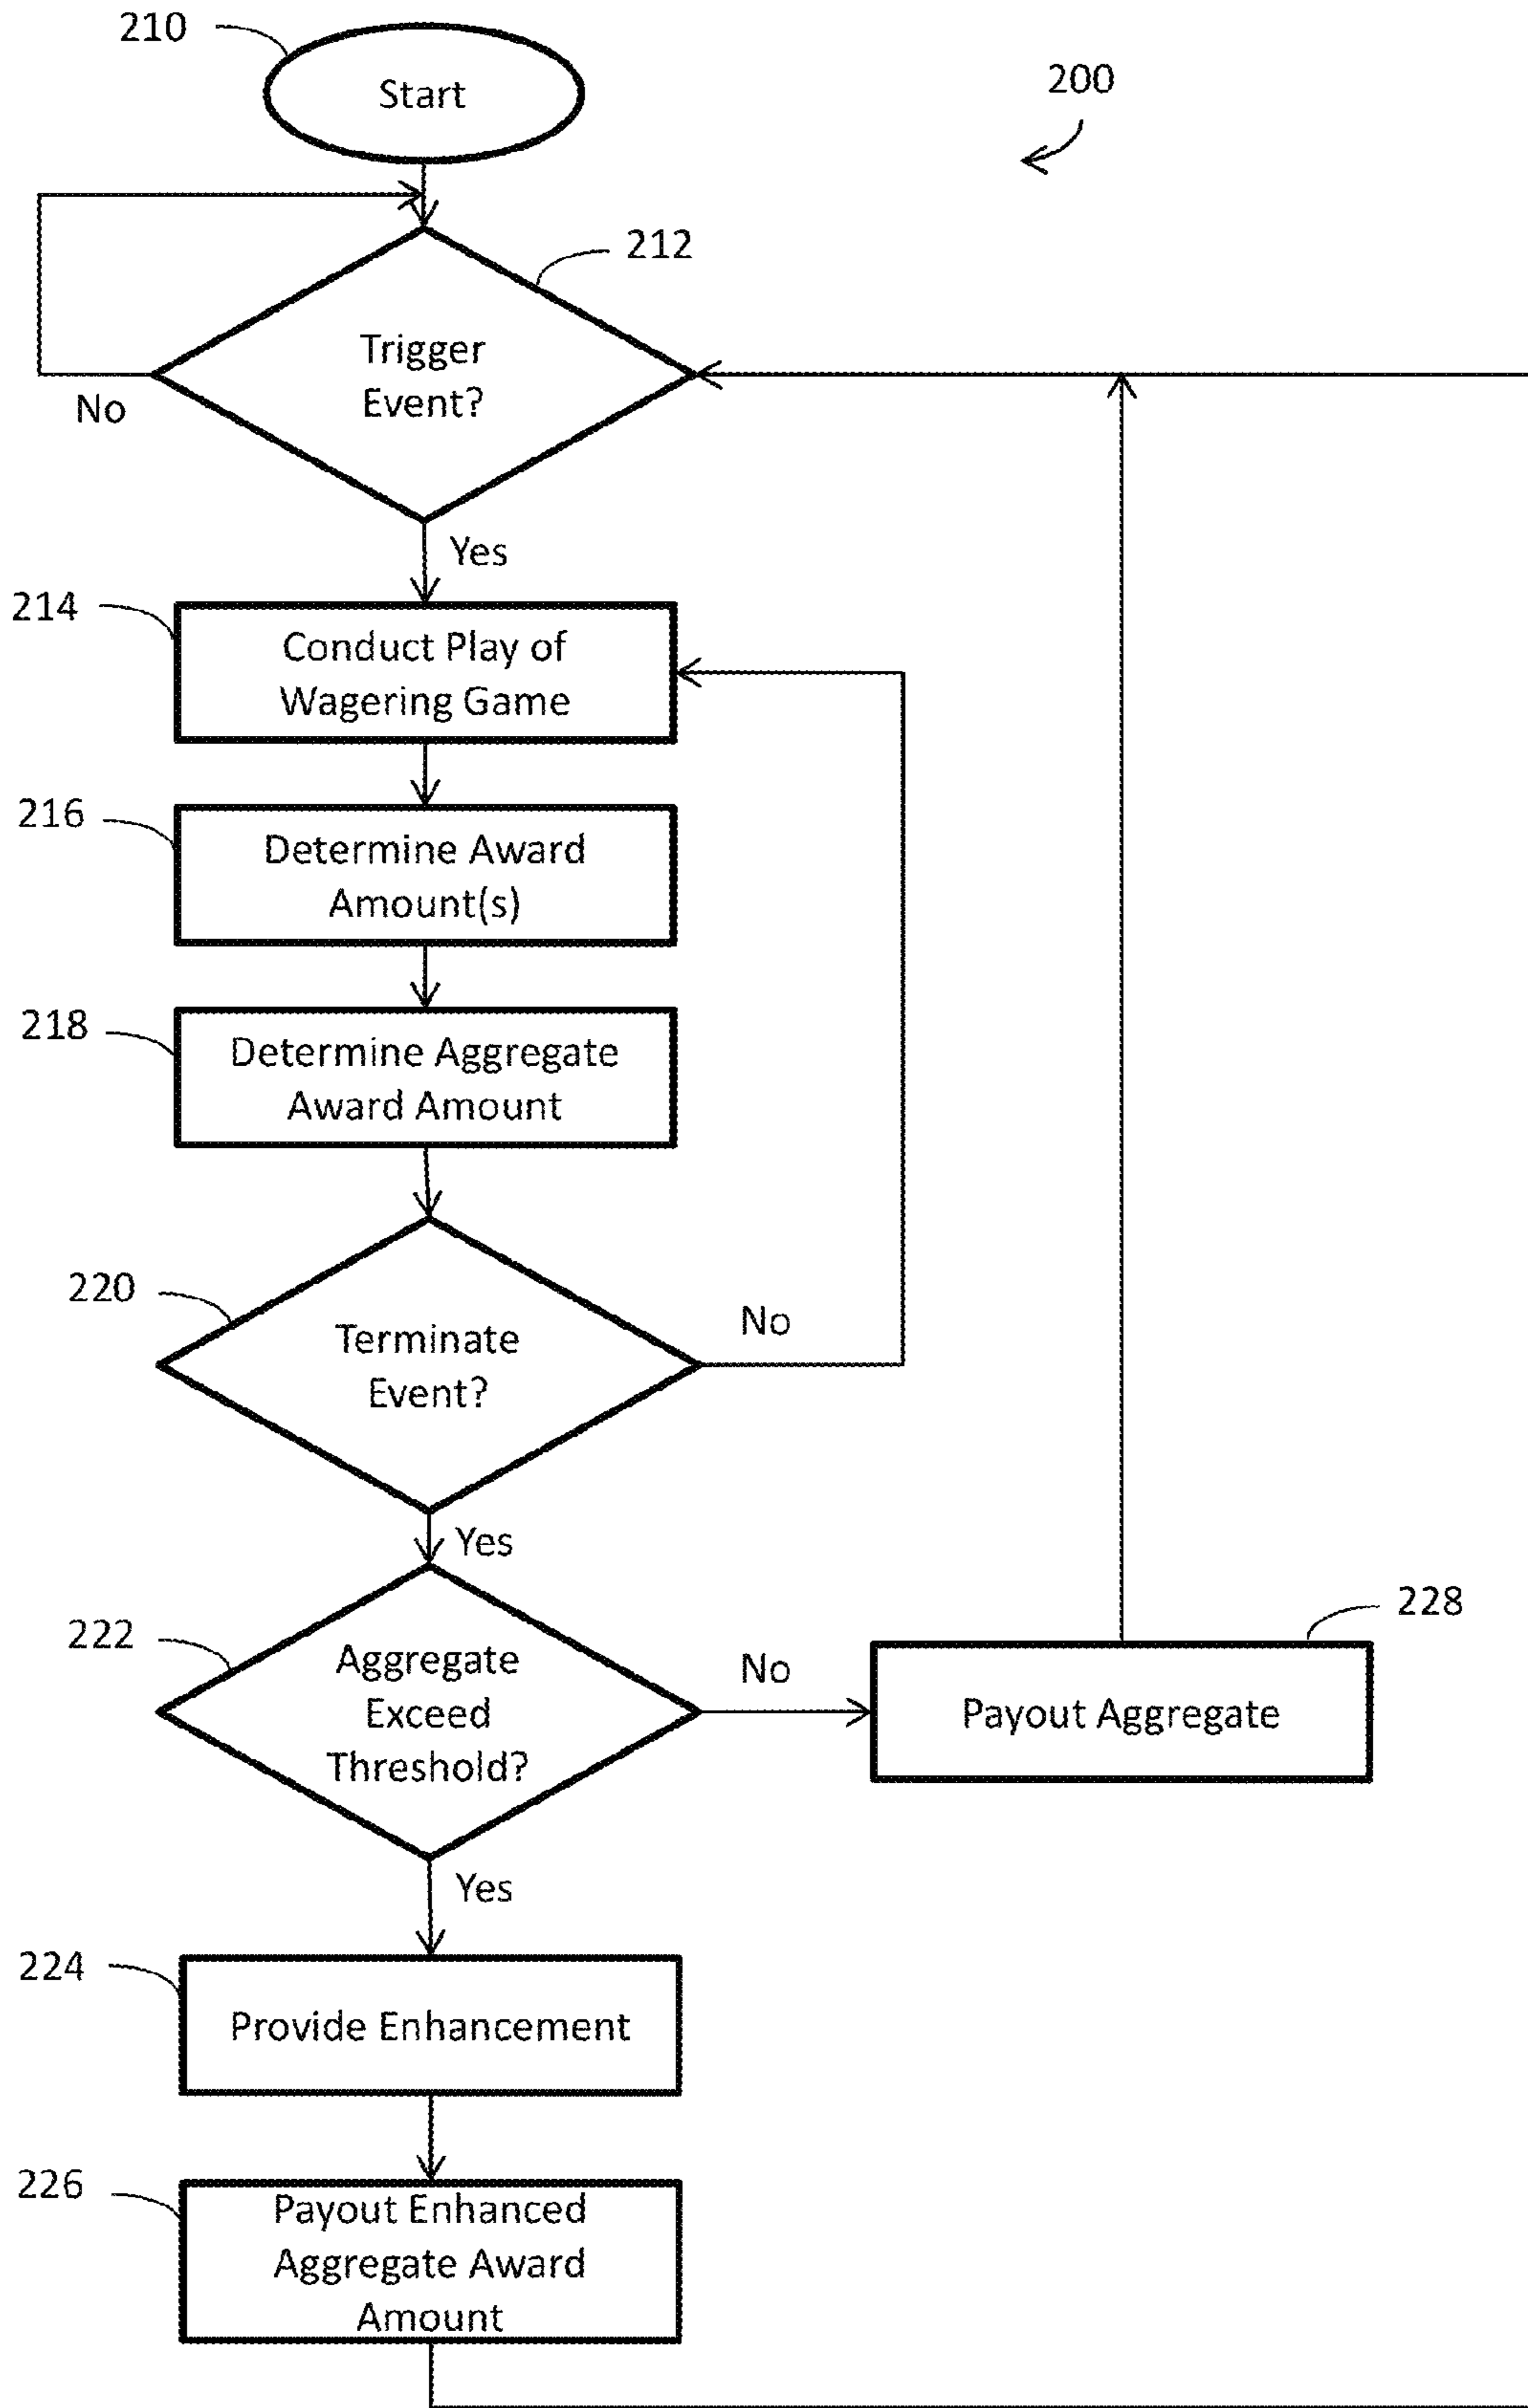 210
Start
200
212
Trigger
Event?
No
Yes
214
Conduct Play of
Wagering Game
216
Determine Award
Amount(s)
218
Determine Aggregate
Award Amount
220
Terminate
Event?
No
Yes
222
Aggregate
Exceed
Threshold?
No
228
Payout Aggregate
Yes
224
Provide Enhancement
226
Payout Enhanced
Aggregate Award
Amount